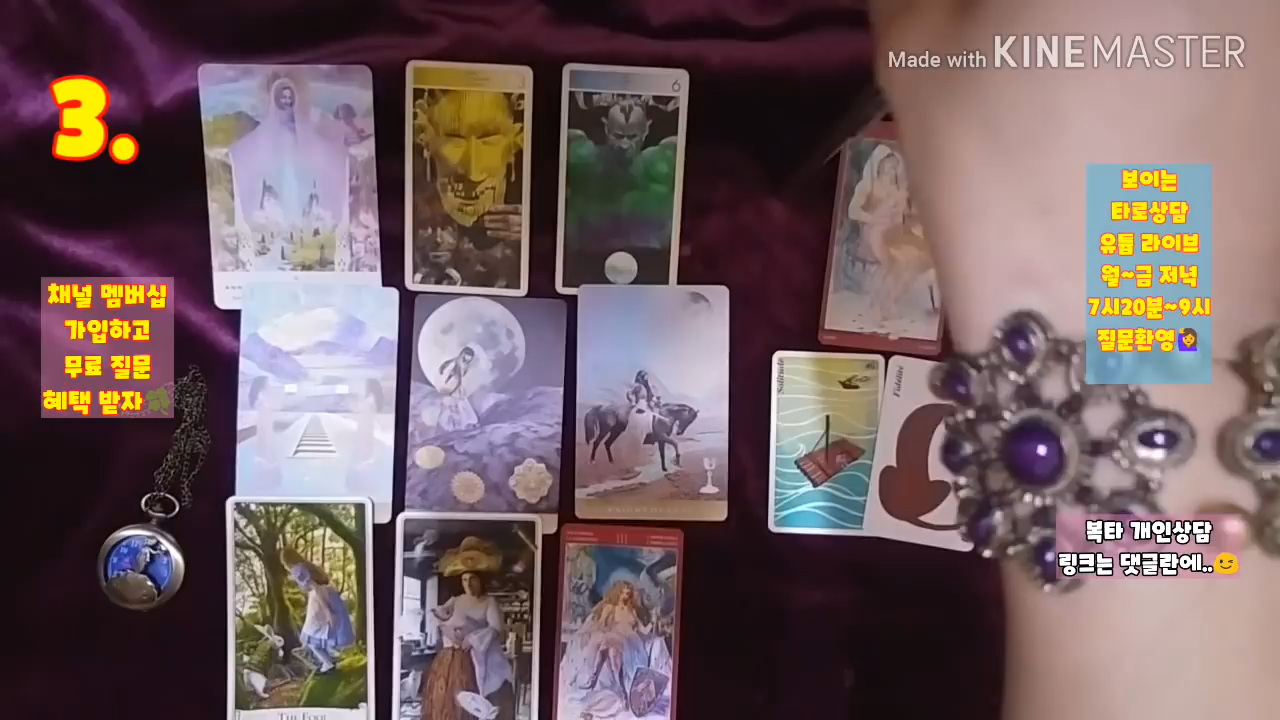 Made with KINEMASTER
3.
6
보이는
타로상담
유튭 라이브
월~금 저녁
7시20분~9시
질문환영🙋‍♀️
채널 멤버십
가입하고
무료 질문
혜택 받자🌿
Solitude
Fidélité
복타 개인상담
링크는 댓글란에..😉
III
THE FOOL